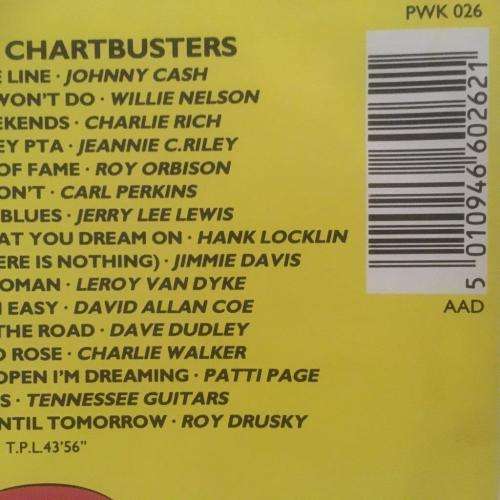 PWK 026
CHARTBUSTERS
E LINE · JOHNNY CASH
WON'T DO · WILLIE NELSON
EKENDS · CHARLIE RICH
EY PTA · JEANNIE C.RILEY
OF FAME · ROY ORBISON
ON'T · CARL PERKINS
BLUES · JERRY LEE LEWIS
AT YOU DREAM ON · HANK LOCKLIN
ERE IS NOTHING) · JIMMIE DAVIS
OMAN · LEROY VAN DYKE
N EASY · DAVID ALLAN COE
THE ROAD · DAVE DUDLEY
D ROSE · CHARLIE WALKER
OPEN I'M DREAMING · PATTI PAGE
S · TENNESSEE GUITARS
NTIL TOMORROW · ROY DRUSKY
T.P.L.43'56"
5 010946 602621
AAD